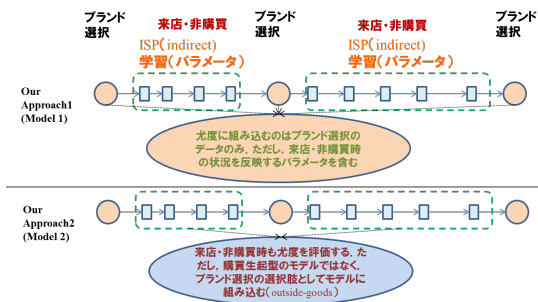 ブランド
選択
来店・非購買
ISP(indirect)
学習(パラメータ)
ブランド
選択
来店・非購買
ISP(indirect)
学習(パラメータ)
ブランド
選択
Our
Approach1
(Model 1)
尤度に組み込むのはブランド選択の
データのみ．ただし，来店・非購買時
の状況を反映するパラメータを含む
Our
Approach2
(Model 2)
来店・非購買時も尤度を評価する．た
だし，購買生起型のモデルではなく，
ブランド選択の選択肢としてモデルに
組み込む(outside-goods)